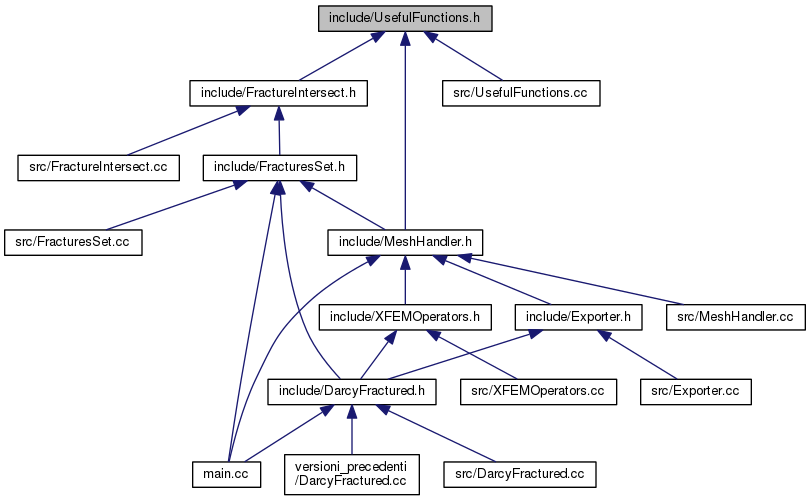 include/UsefulFunctions.h
include/FractureIntersect.h
src/UsefulFunctions.cc
src/FractureIntersect.cc
include/FracturesSet.h
src/FracturesSet.cc
include/MeshHandler.h
include/XFEMOperators.h
include/Exporter.h
src/MeshHandler.cc
include/DarcyFractured.h
src/XFEMOperators.cc
src/Exporter.cc
main.cc
versioni_precedenti
/DarcyFractured.cc
src/DarcyFractured.cc